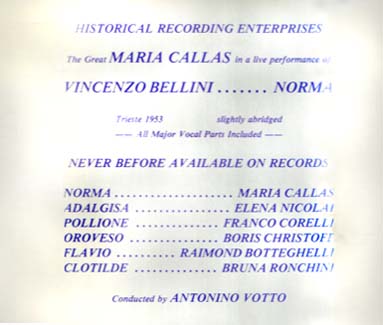 HISTORICAL RECORDING ENTERPRISES
The Great MARIA CALLAS in a live performance of
VINCENZO BELLINI ....... NORMA
Trieste 1953 slightly abridged
—— All Major Vocal Parts Included ——
NEVER BEFORE AVAILABLE ON RECORDS
NORMA .................... MARIA CALLAS
ADALGISA ................ ELENA NICOLAI
POLLIONE ............... FRANCO CORELLI
OROVESO ............... BORIS CHRISTOFF
FLAVIO ......... RAIMOND BOTTEGHELLI
CLOTILDE ............... BRUNA RONCHINI
Conducted by ANTONINO VOTTO